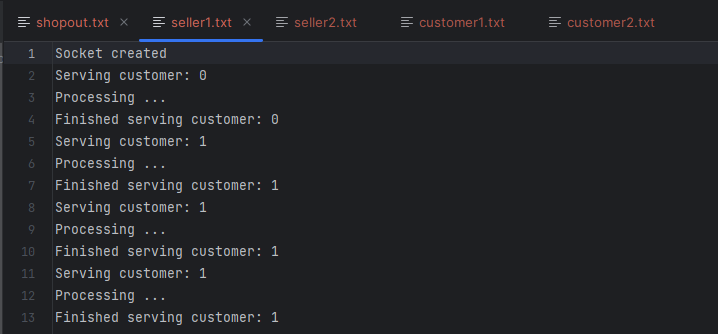 shopout.txt seller1.txt seller2.txt customer1.txt customer2.txt
1 Socket created
2 Serving customer: 0
3 Processing ...
4 Finished serving customer: 0
5 Serving customer: 1
6 Processing ...
7 Finished serving customer: 1
8 Serving customer: 1
9 Processing ...
10 Finished serving customer: 1
11 Serving customer: 1
12 Processing ...
13 Finished serving customer: 1